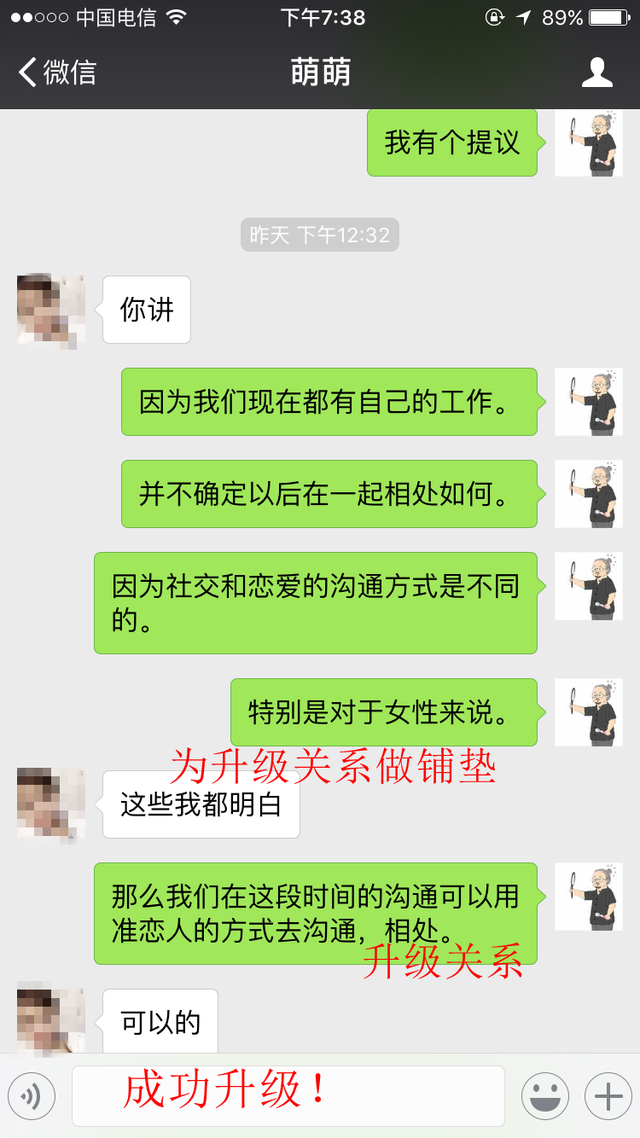 中国电信 下午7:38 89%
微信 萌萌
我有个提议
昨天 下午12:32
你讲
因为我们现在都有自己的工作。
并不确定以后在一起相处如何。
因为社交和恋爱的沟通方式是不同
的。
特别是对于女性来说。
为升级关系做铺垫
这些我都明白
那么我们在这段时间的沟通可以用
准恋人的方式去沟通，相处。
升级关系
可以的
成功升级！